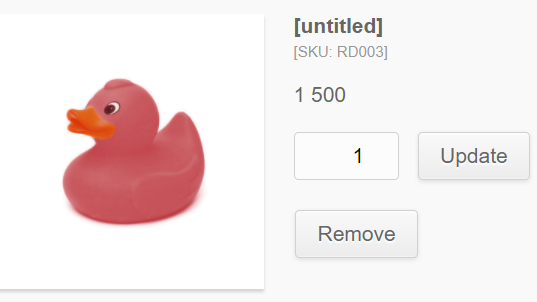 [untitled]
[SKU: RD003]
1 500
1 Update
Remove